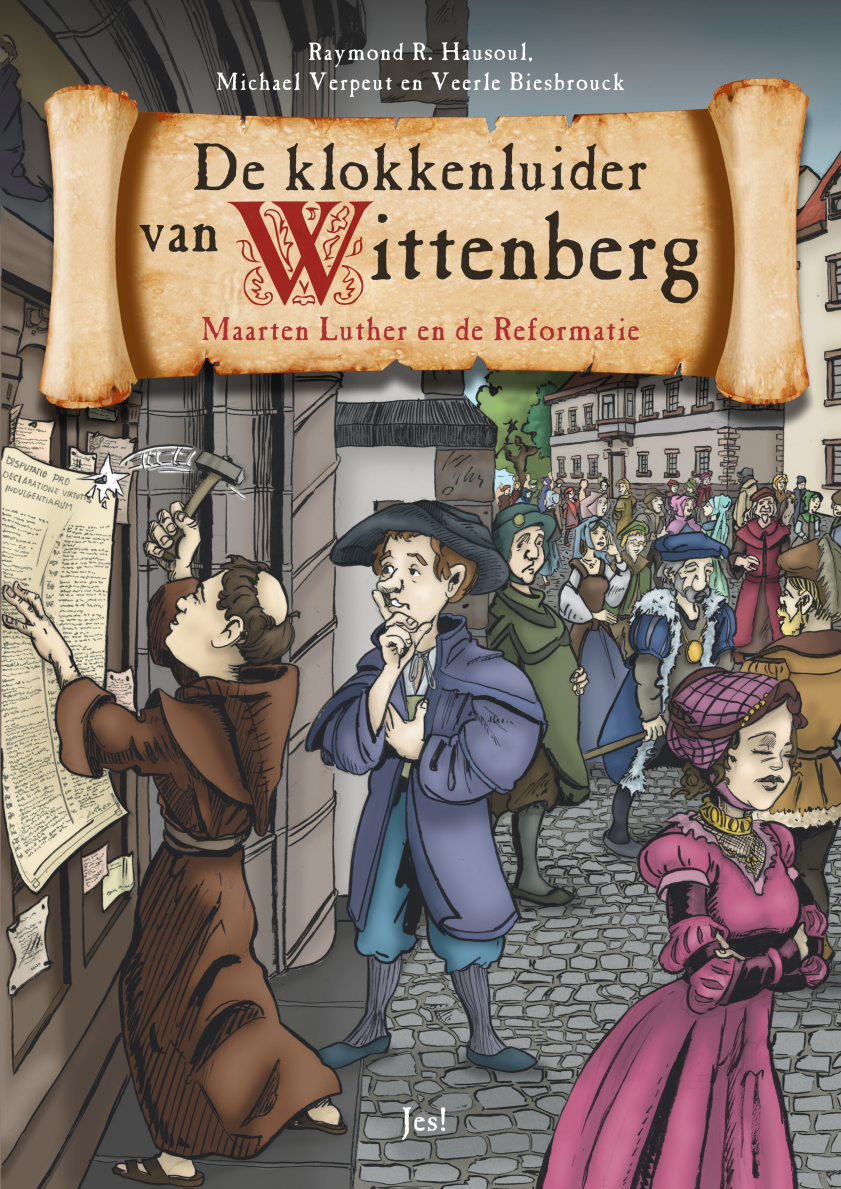 Raymond R. Hausoul,
Michael Verpeut en Veerle Biesbrouck
De klokkenluider
van Wittenberg
Maarten Luther en de Reformatie
DISPUTATIO PRO
DECLARATIONE VIRTUTIS
INDULGENTIARUM
Jes!